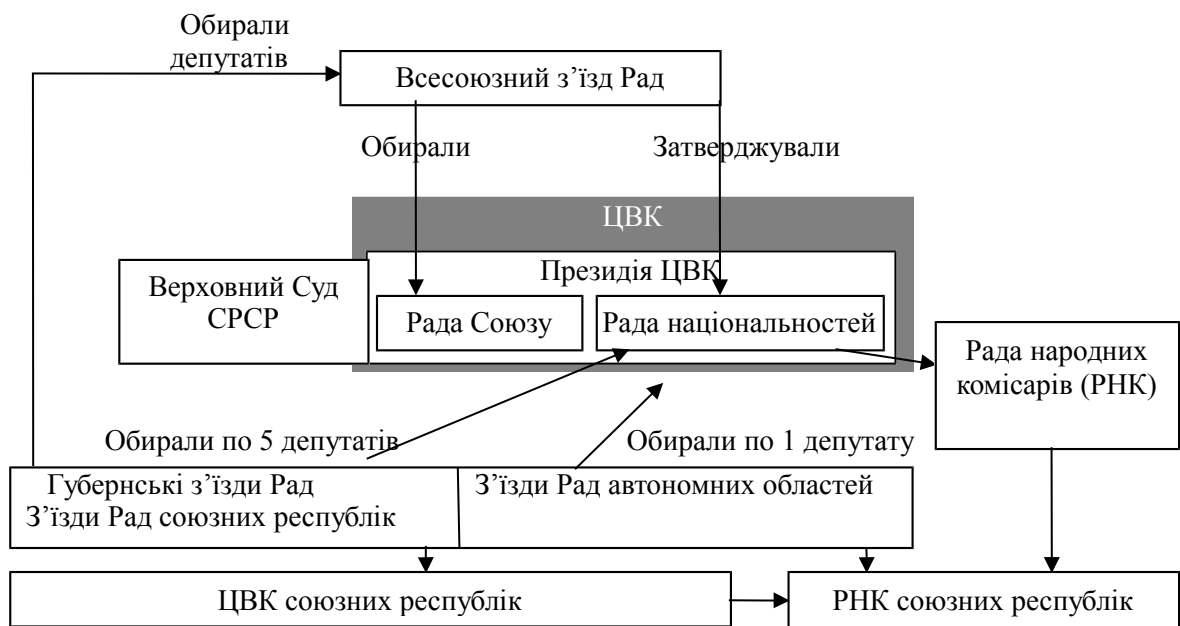 Обирали
депутатів
Всесоюзний з’їзд Рад
Обирали
Затверджували
ЦВК
Президія ЦВК
Верховний Суд
СРСР
Рада Союзу
Рада національностей
Рада народних
комісарів (РНК)
Обирали по 5 депутатів
Обирали по 1 депутату
Губернські з’їзди Рад
З’їзди Рад союзних республік
З’їзди Рад автономних областей
ЦВК союзних республік
РНК союзних республік